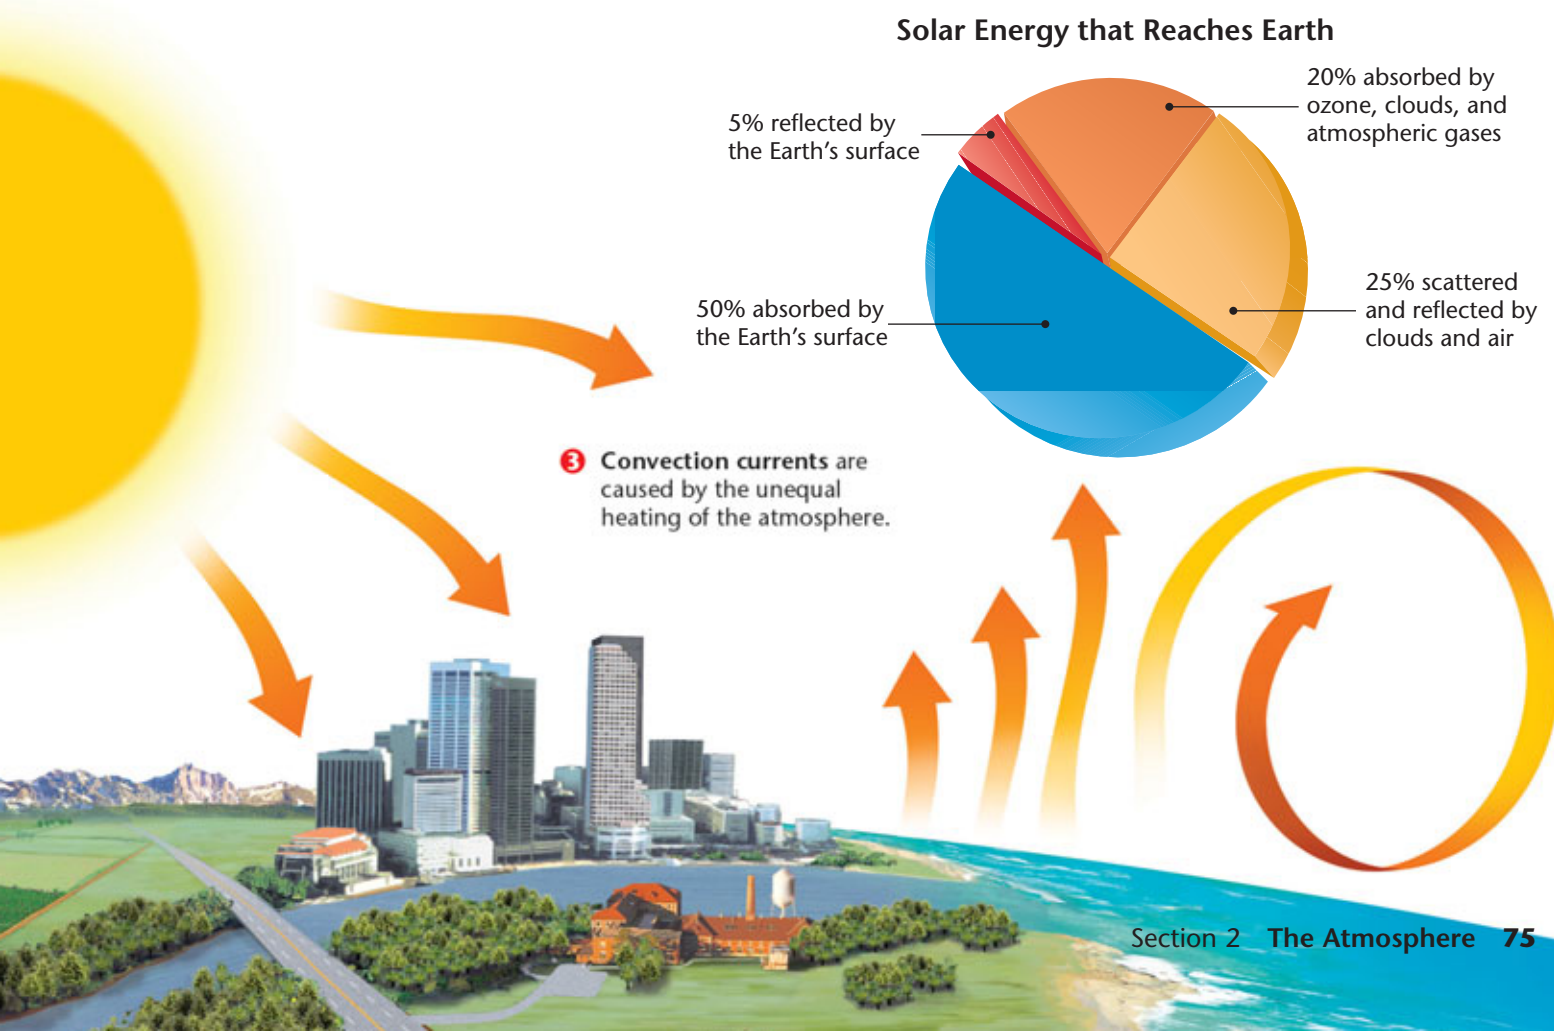 Solar Energy that Reaches Earth
20% absorbed by
ozone, clouds, and
atmospheric gases
5% reflected by
the Earth’s surface
25% scattered
and reflected by
clouds and air
50% absorbed by
the Earth’s surface
3 Convection currents are
caused by the unequal
heating of the atmosphere.
Section 2 The Atmosphere 75